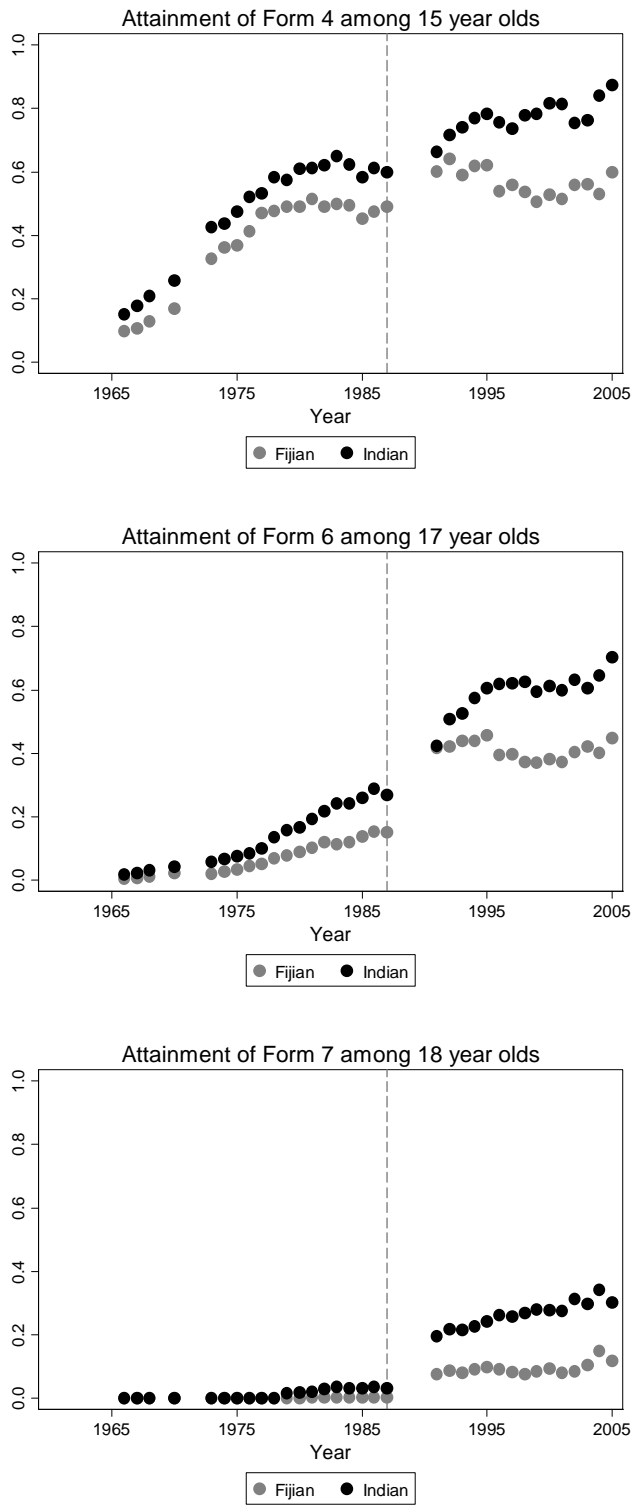 Attainment of Form 4 among 15 year olds
1.0
0.8
0.6
0.4
0.2
0.0
1965 1975 1985 1995 2005
Year
Fijian Indian
Attainment of Form 6 among 17 year olds
1.0
0.8
0.6
0.4
0.2
0.0
1965 1975 1985 1995 2005
Year
Fijian Indian
Attainment of Form 7 among 18 year olds
1.0
0.8
0.6
0.4
0.2
0.0
1965 1975 1985 1995 2005
Year
Fijian Indian